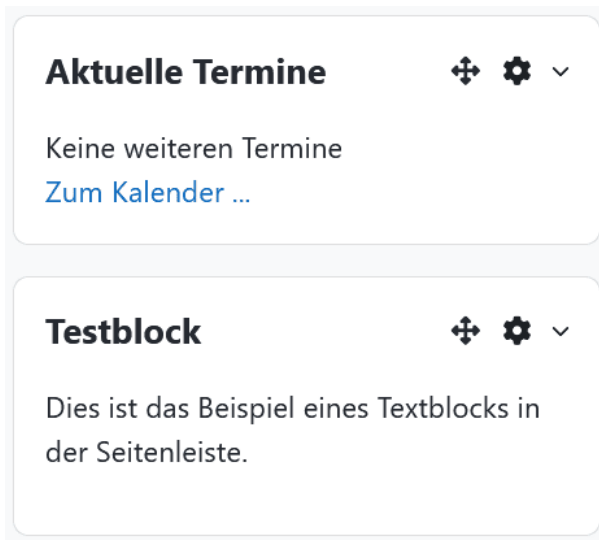 Aktuelle Termine
Keine weiteren Termine
Zum Kalender ...
Testblock
Dies ist das Beispiel eines Textblocks in
der Seitenleiste.